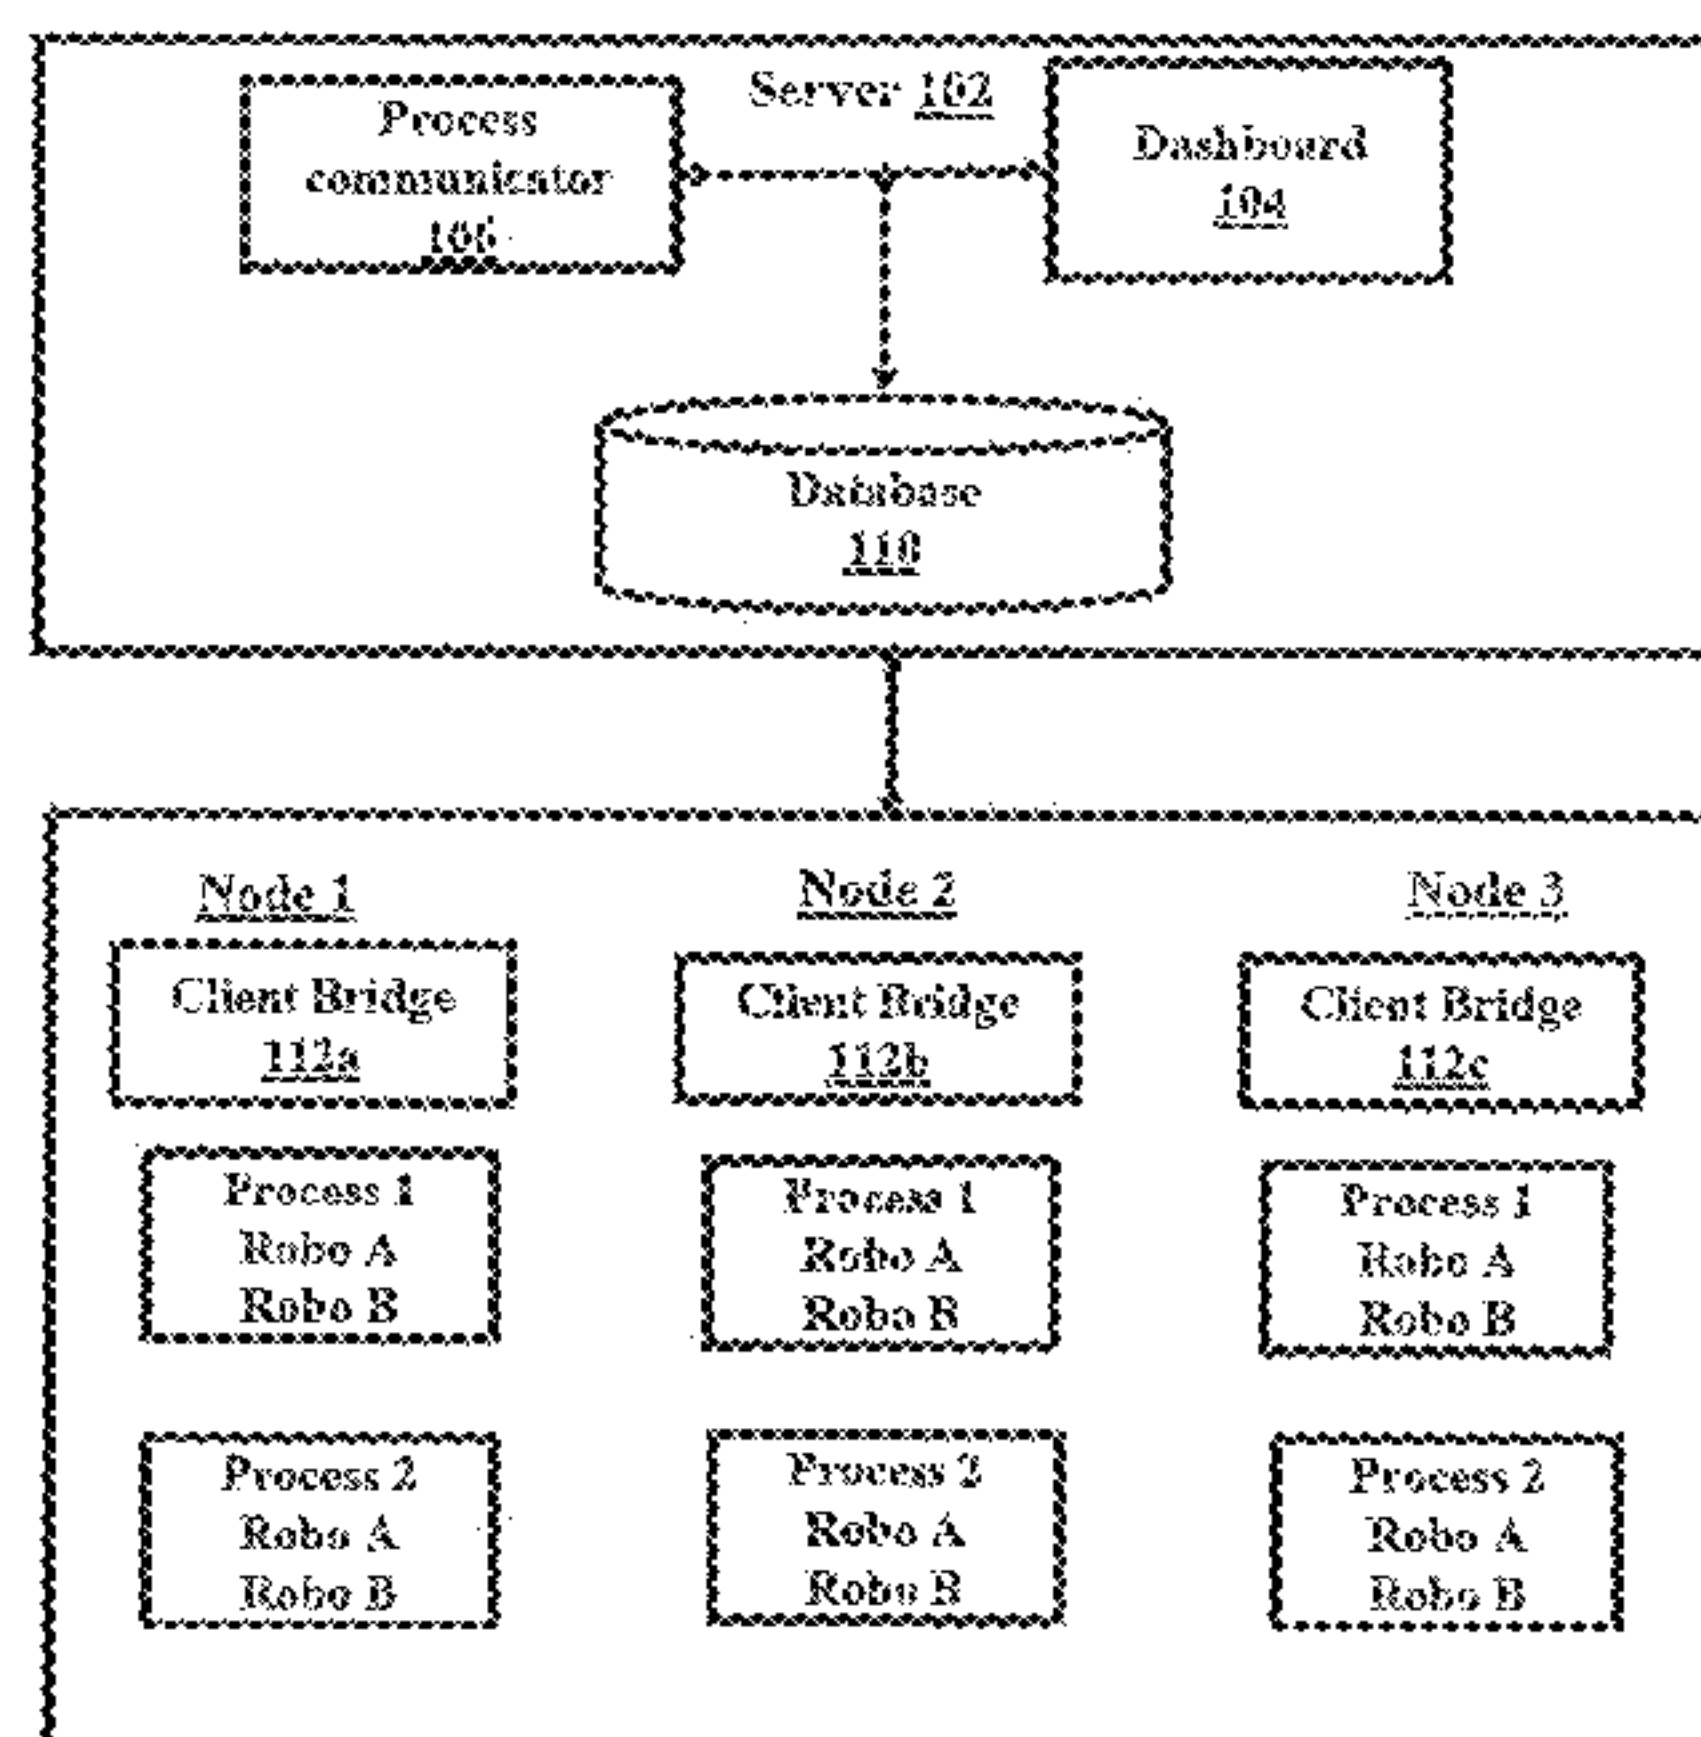 Server 102
Process
communicator
106
Dashboard
104
Database
110
Node 1
Node 2
Node 3
Client Bridge
112a
Client Bridge
112b
Client Bridge
112c
Process 1
Robo A
Robo B
Process 1
Robo A
Robo B
Process 1
Robo A
Robo B
Process 2
Robo A
Robo B
Process 2
Robo A
Robo B
Process 2
Robo A
Robo B